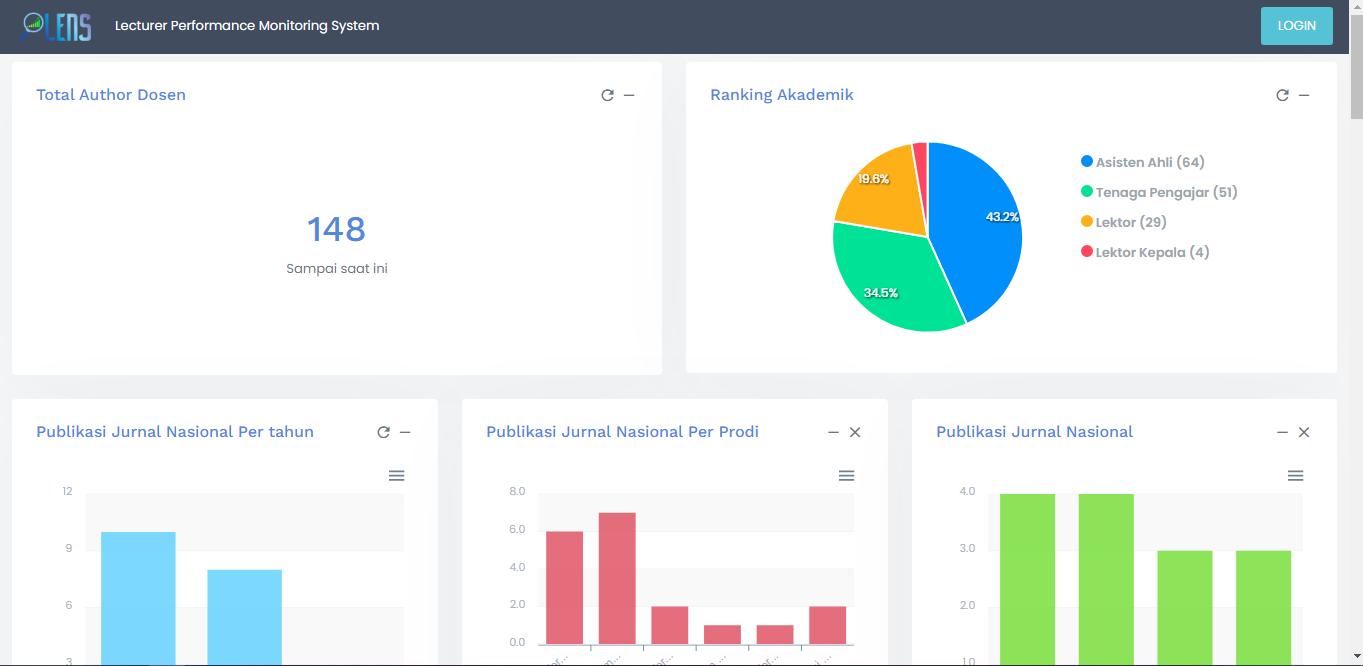 LENS
Lecturer Performance Monitoring System
LOGIN
Total Author Dosen
148
Sampai saat ini
Ranking Akademik
43.2%
34.5%
19.6%
Asisten Ahli (64)
Tenaga Pengajar (51)
Lektor (29)
Lektor Kepala (4)
Publikasi Jurnal Nasional Per tahun
12
9
6
3
Publikasi Jurnal Nasional Per Prodi
8.0
6.0
4.0
2.0
0.0
Publikasi Jurnal Nasional
4.0
3.0
2.0
1.0